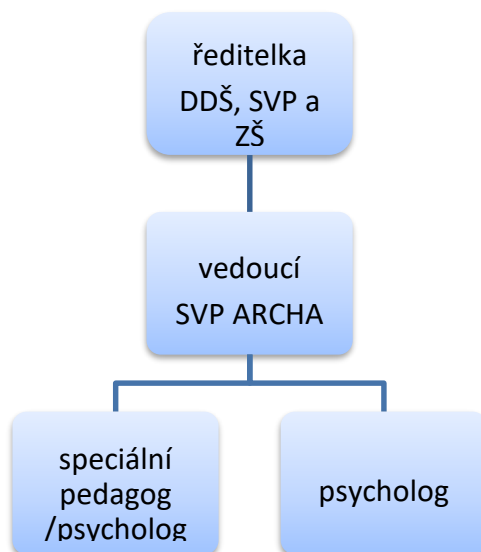 ředitelka
DDŠ, SVP a
ZŠ
vedoucí
SVP ARCHA
speciální
pedagog
/psycholog
psycholog